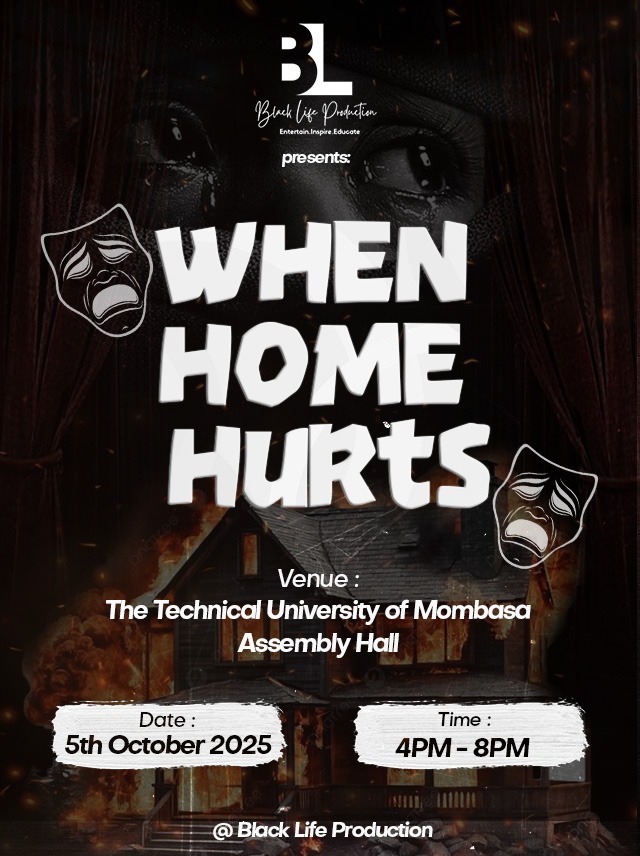 BL
Black Life Production
Entertain.Inspire.Educate
presents:
WHEN
HOME
HURtS
Venue :
The Technical University of Mombasa
Assembly Hall
Date :
5th October 2025
Time :
4PM - 8PM
@ Black Life Production